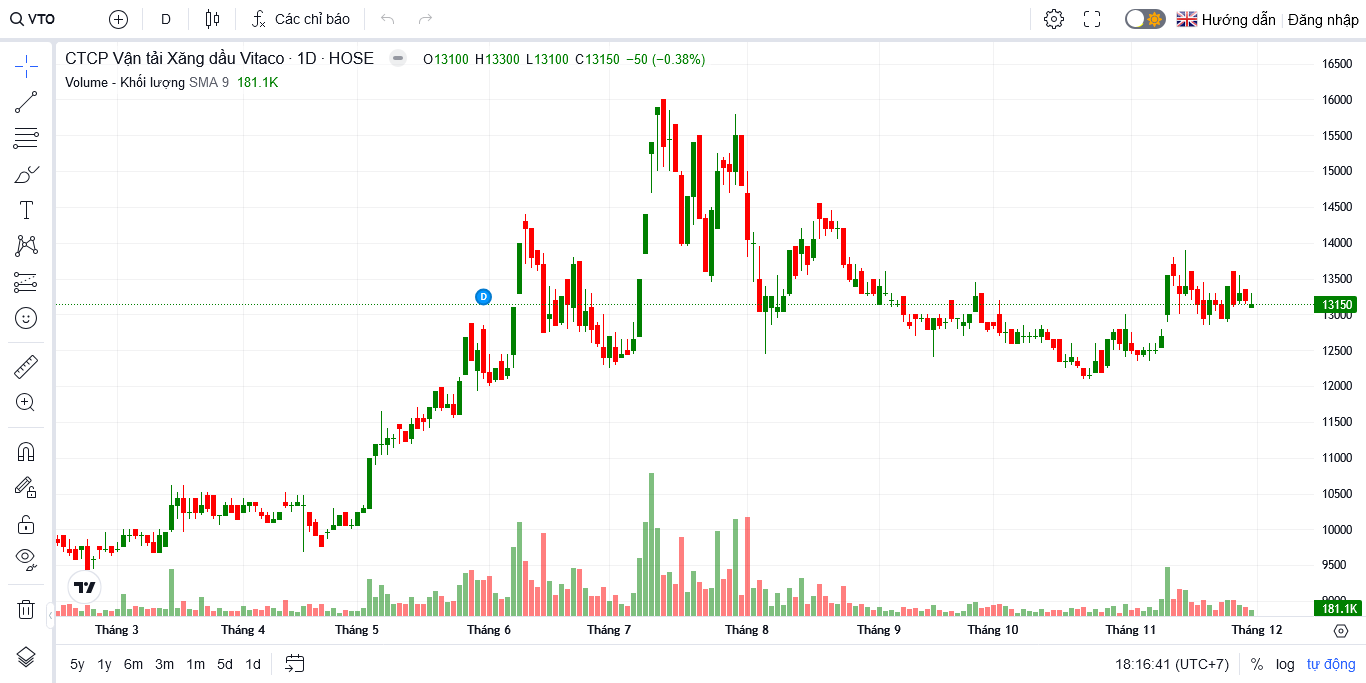 VTO D Các chỉ báo Hướng dẫn Đăng nhập
CTCP Vận tải Xăng dầu Vitaco · 1D · HOSE O13100 H13300 L13100 C13150 −50 (−0.38%)
Volume - Khối lượng SMA 9 181.1K
D
16500
16000
15500
15000
14500
14000
13500
13150
13000
12500
12000
11500
11000
10500
10000
9500
9000
181.1K
Tháng 3 Tháng 4 Tháng 5 Tháng 6 Tháng 7 Tháng 8 Tháng 9 Tháng 10 Tháng 11 Tháng 12
5y 1y 6m 3m 1m 5d 1d 18:16:41 (UTC+7) % log tự động